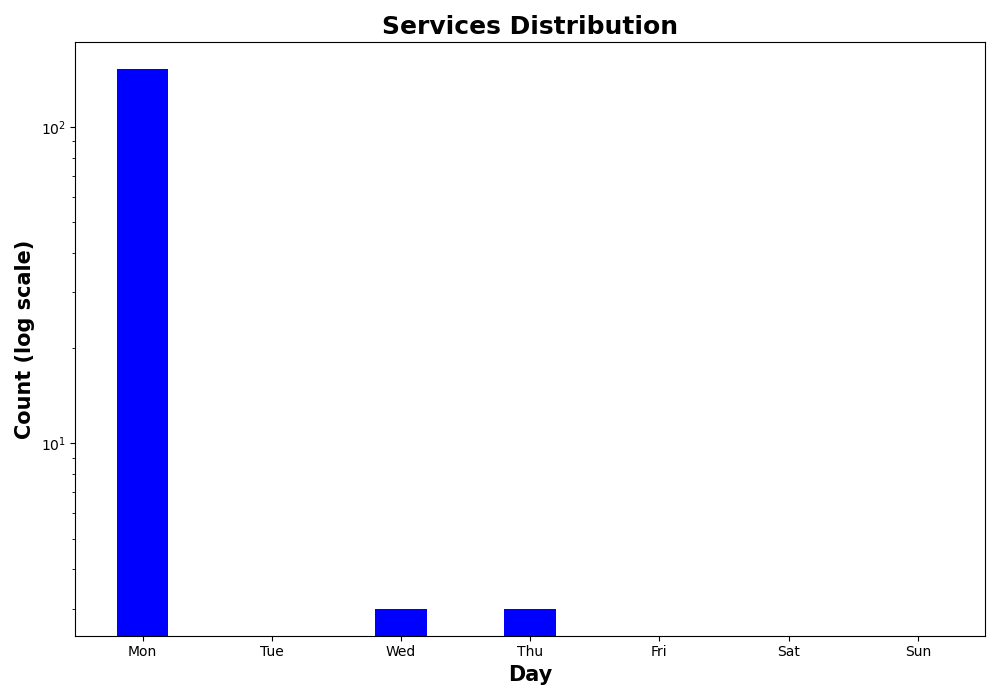 Services Distribution
Count (log scale)
10²
10¹
Mon Tue Wed Thu Fri Sat Sun
Day